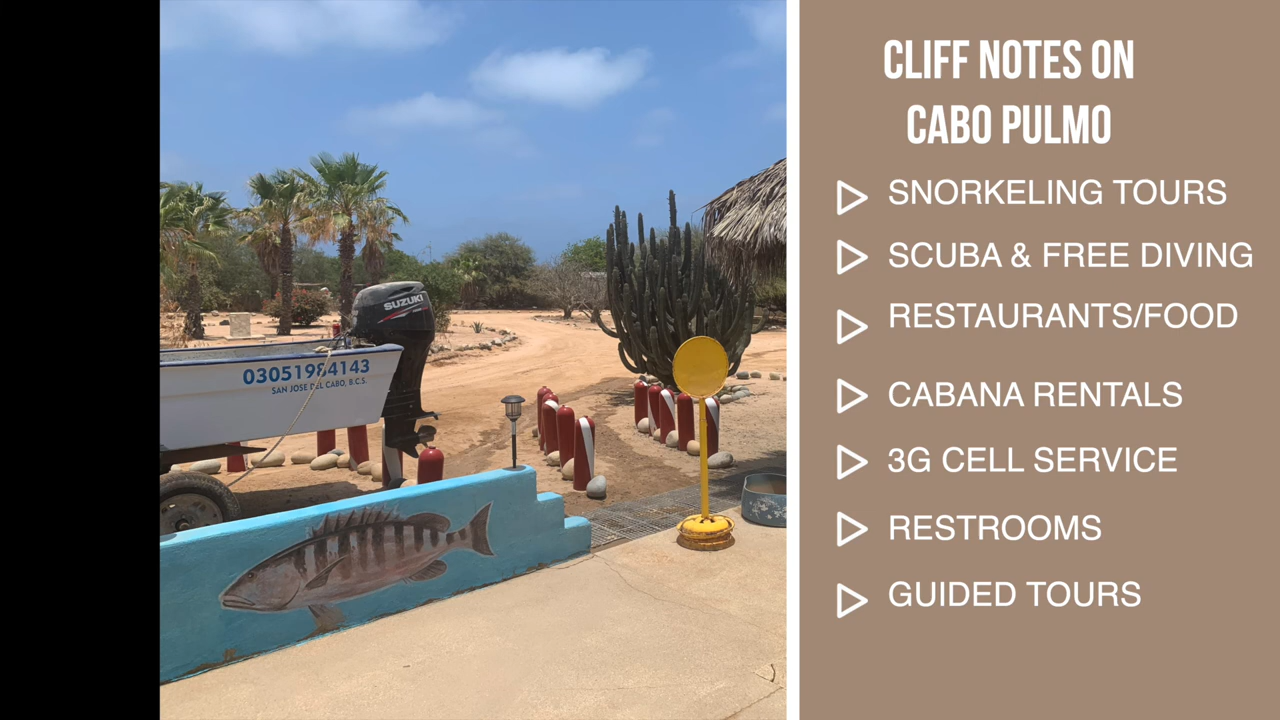 CLIFF NOTES ON
CABO PULMO
SNORKELING TOURS
SCUBA & FREE DIVING
RESTAURANTS/FOOD
CABANA RENTALS
3G CELL SERVICE
RESTROOMS
GUIDED TOURS
SUZUKI
03051984143
SAN JOSE DEL CABO, B.C.S.